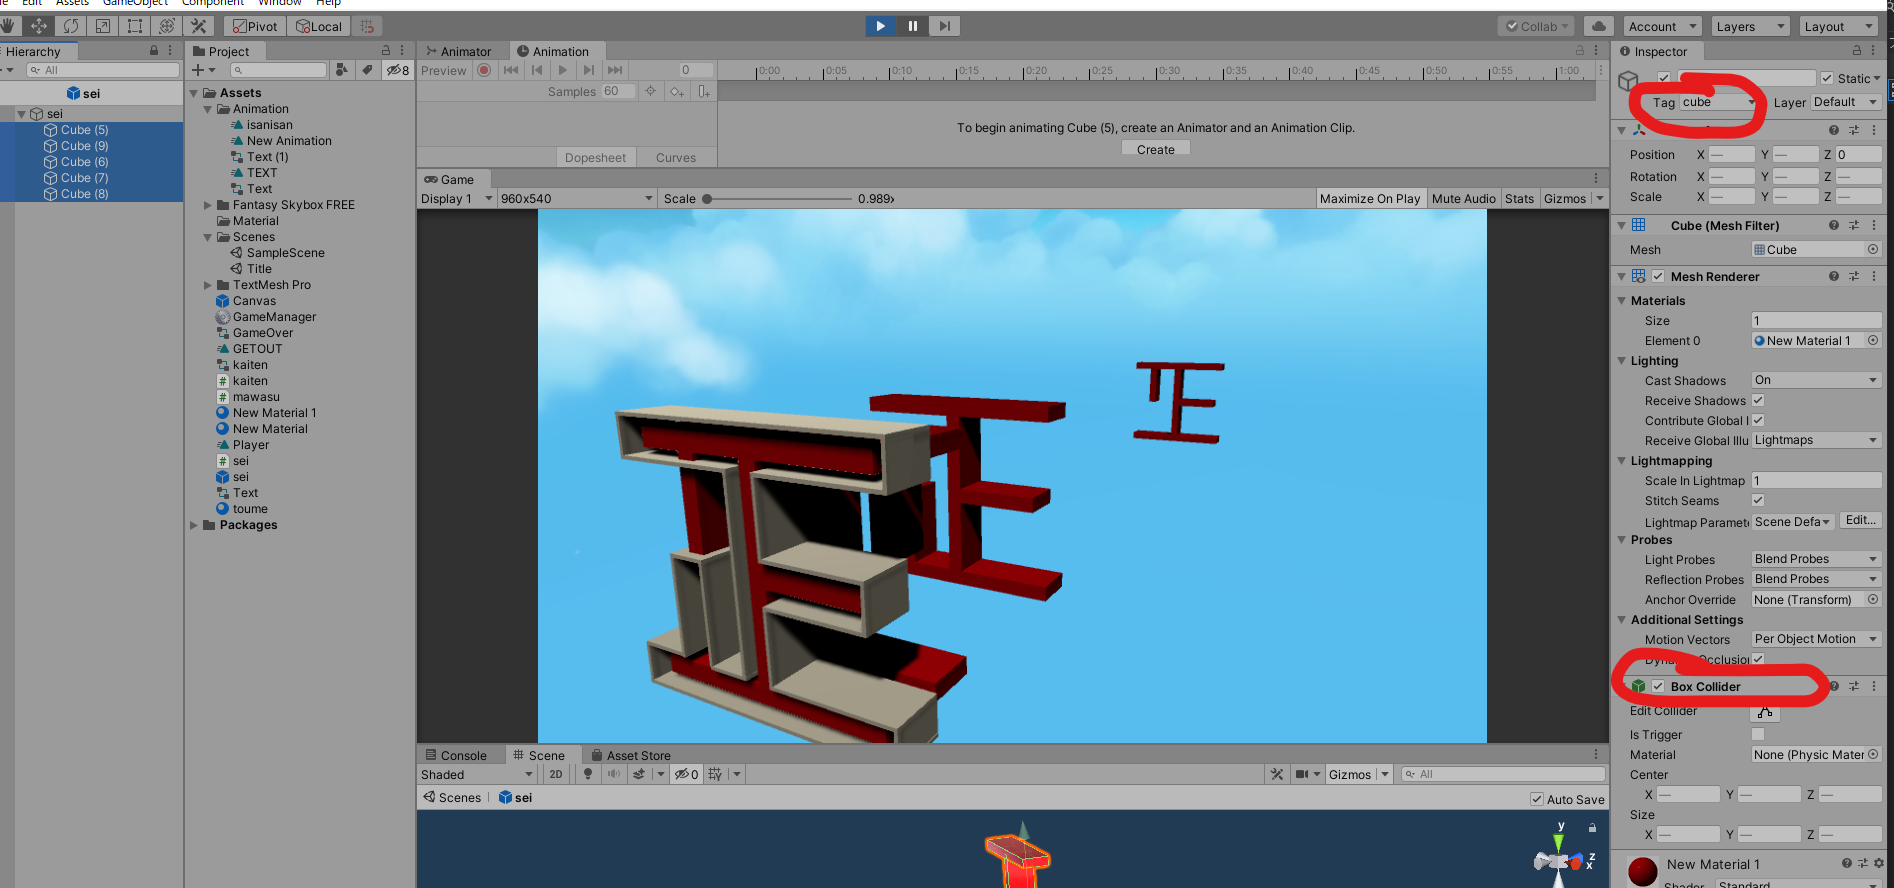 Edit Assets GameObject Component Window Help
Pivot Local
Collab Account Layers Layout
Hierarchy
All
sei
sei
Cube (5)
Cube (9)
Cube (6)
Cube (7)
Cube (8)
Project
8
Assets
Animation
isanisan
New Animation
Text (1)
TEXT
Text
Fantasy Skybox FREE
Material
Scenes
SampleScene
Title
TextMesh Pro
Canvas
GameManager
GameOver
GETOUT
kaiten
kaiten
mawasu
New Material 1
New Material
Player
sei
sei
Text
toume
Packages
Animator Animation
Preview 0
0:00 0:05 0:10 0:15 0:20 0:25 0:30 0:35 0:40 0:45 0:50 0:55 1:00
Samples 60
To begin animating Cube (5), create an Animator and an Animation Clip.
Create
Dopesheet Curves
Game
Display 1 960x540 Scale 0.989x Maximize On Play Mute Audio Stats Gizmos
Console Scene Asset Store
Shaded 2D 0 Gizmos All
Scenes sei Auto Save
y
z
x
Inspector
Static
Tag cube Layer Default
Position X — Y — Z 0
Rotation X — Y — Z —
Scale X — Y — Z —
Cube (Mesh Filter)
Mesh Cube
Mesh Renderer
Materials
Size 1
Element 0 New Material 1
Lighting
Cast Shadows On
Receive Shadows
Contribute Global I
Receive Global Illu Lightmaps
Lightmapping
Scale In Lightmap 1
Stitch Seams
Lightmap Paramet Scene Defa Edit...
Probes
Light Probes Blend Probes
Reflection Probes Blend Probes
Anchor Override None (Transform)
Additional Settings
Motion Vectors Per Object Motion
Dynamic Occlusion
Box Collider
Edit Collider
Is Trigger
Material None (Physic Mater
Center
X — Y — Z —
Size
X — Y — Z —
New Material 1
Shader Standard